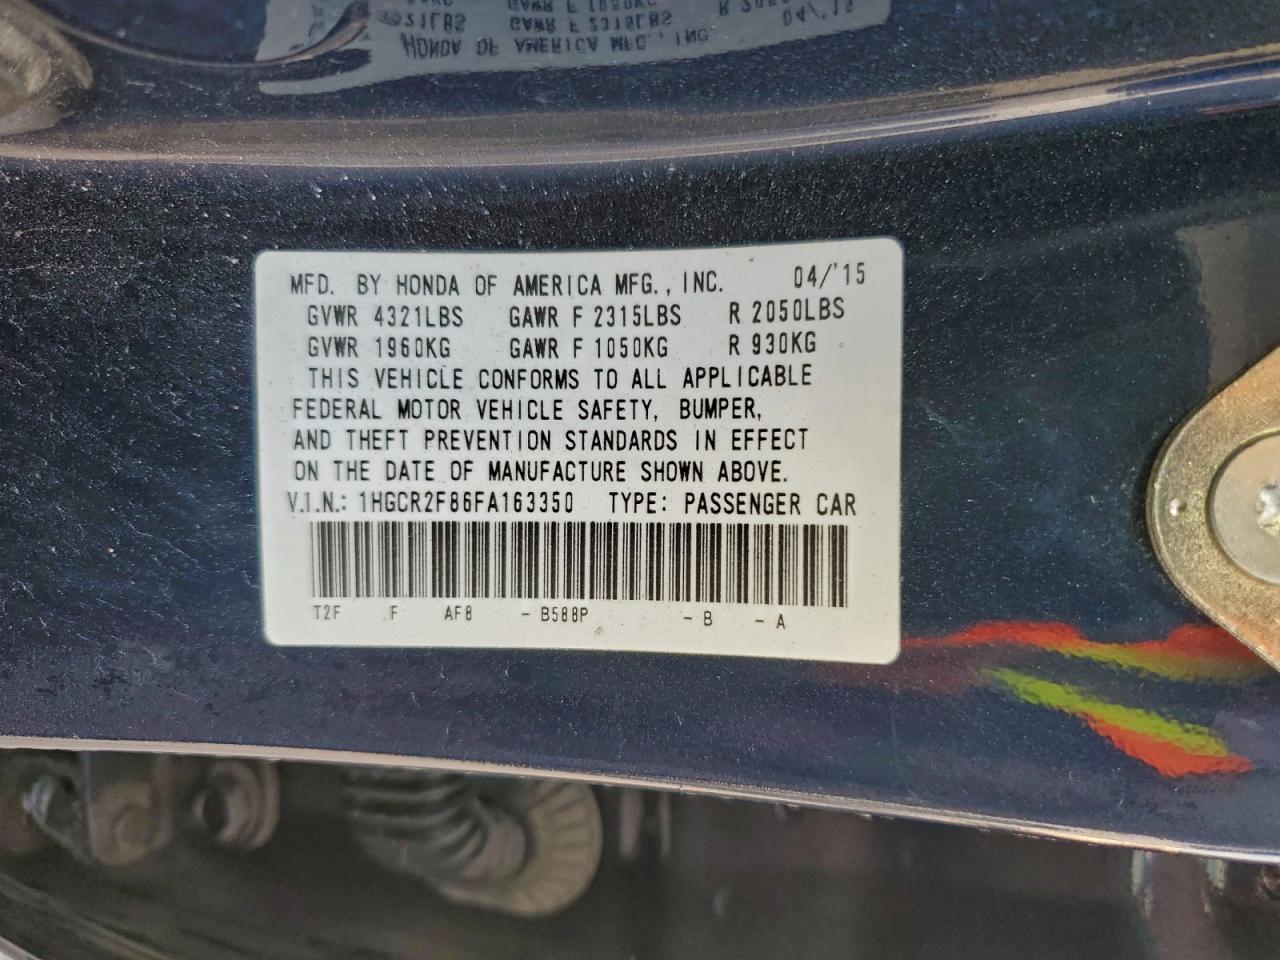 MFD. BY HONDA OF AMERICA MFG., INC. 04/'15
GVWR 4321LBS GAWR F 2315LBS R 2050LBS
GVWR 1960KG GAWR F 1050KG R 930KG
THIS VEHICLE CONFORMS TO ALL APPLICABLE
FEDERAL MOTOR VEHICLE SAFETY, BUMPER,
AND THEFT PREVENTION STANDARDS IN EFFECT
ON THE DATE OF MANUFACTURE SHOWN ABOVE.
V.I.N.: 1HGCR2F86FA163350 TYPE: PASSENGER CAR
T2F F AF8 - B588P - B - A